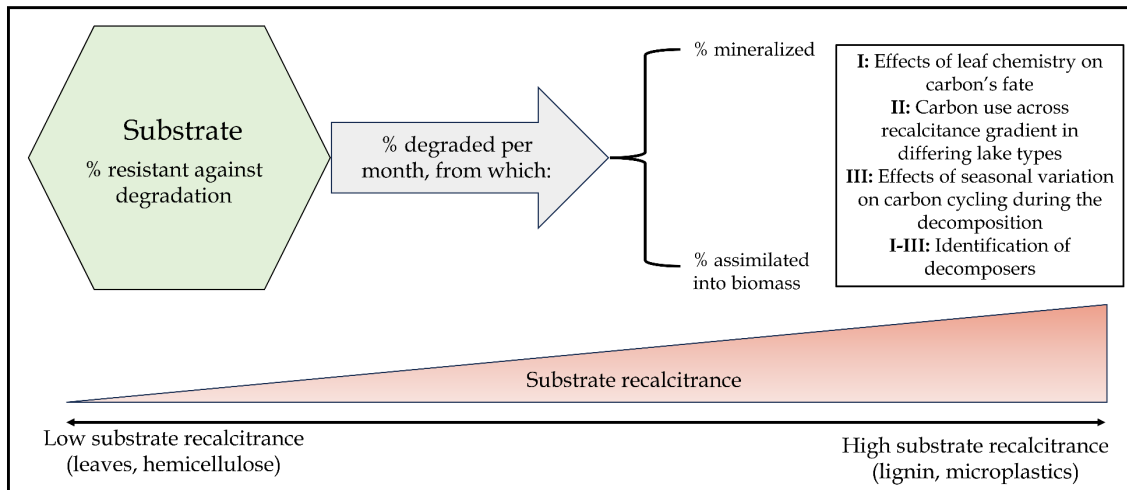 Substrate
% resistant against
degradation
% degraded per
month, from which:
% mineralized
% assimilated
into biomass
I: Effects of leaf chemistry on
carbon's fate
II: Carbon use across
recalcitance gradient in
differing lake types
III: Effects of seasonal variation
on carbon cycling during the
decomposition
I-III: Identification of
decomposers
Substrate recalcitrance
Low substrate recalcitrance
(leaves, hemicellulose)
High substrate recalcitrance
(lignin, microplastics)